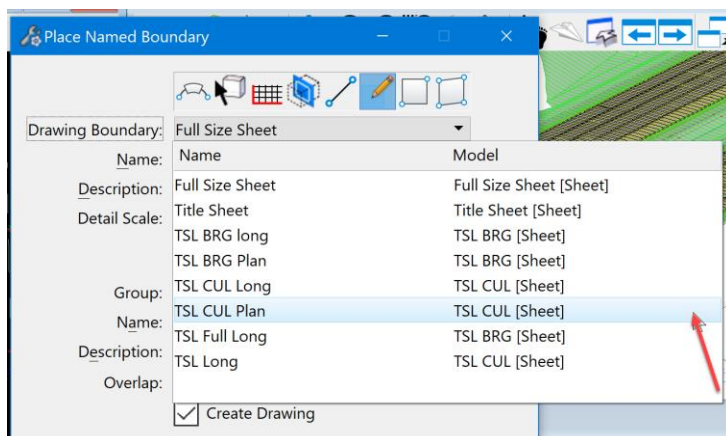 Place Named Boundary
Drawing Boundary: Full Size Sheet
Name: Name Model
Description: Full Size Sheet Full Size Sheet [Sheet]
Detail Scale: Title Sheet Title Sheet [Sheet]
TSL BRG long TSL BRG [Sheet]
TSL BRG Plan TSL BRG [Sheet]
Group: TSL CUL Long TSL CUL [Sheet]
Name: TSL CUL Plan TSL CUL [Sheet]
Description: TSL Full Long TSL BRG [Sheet]
Overlap: TSL Long TSL CUL [Sheet]
Create Drawing